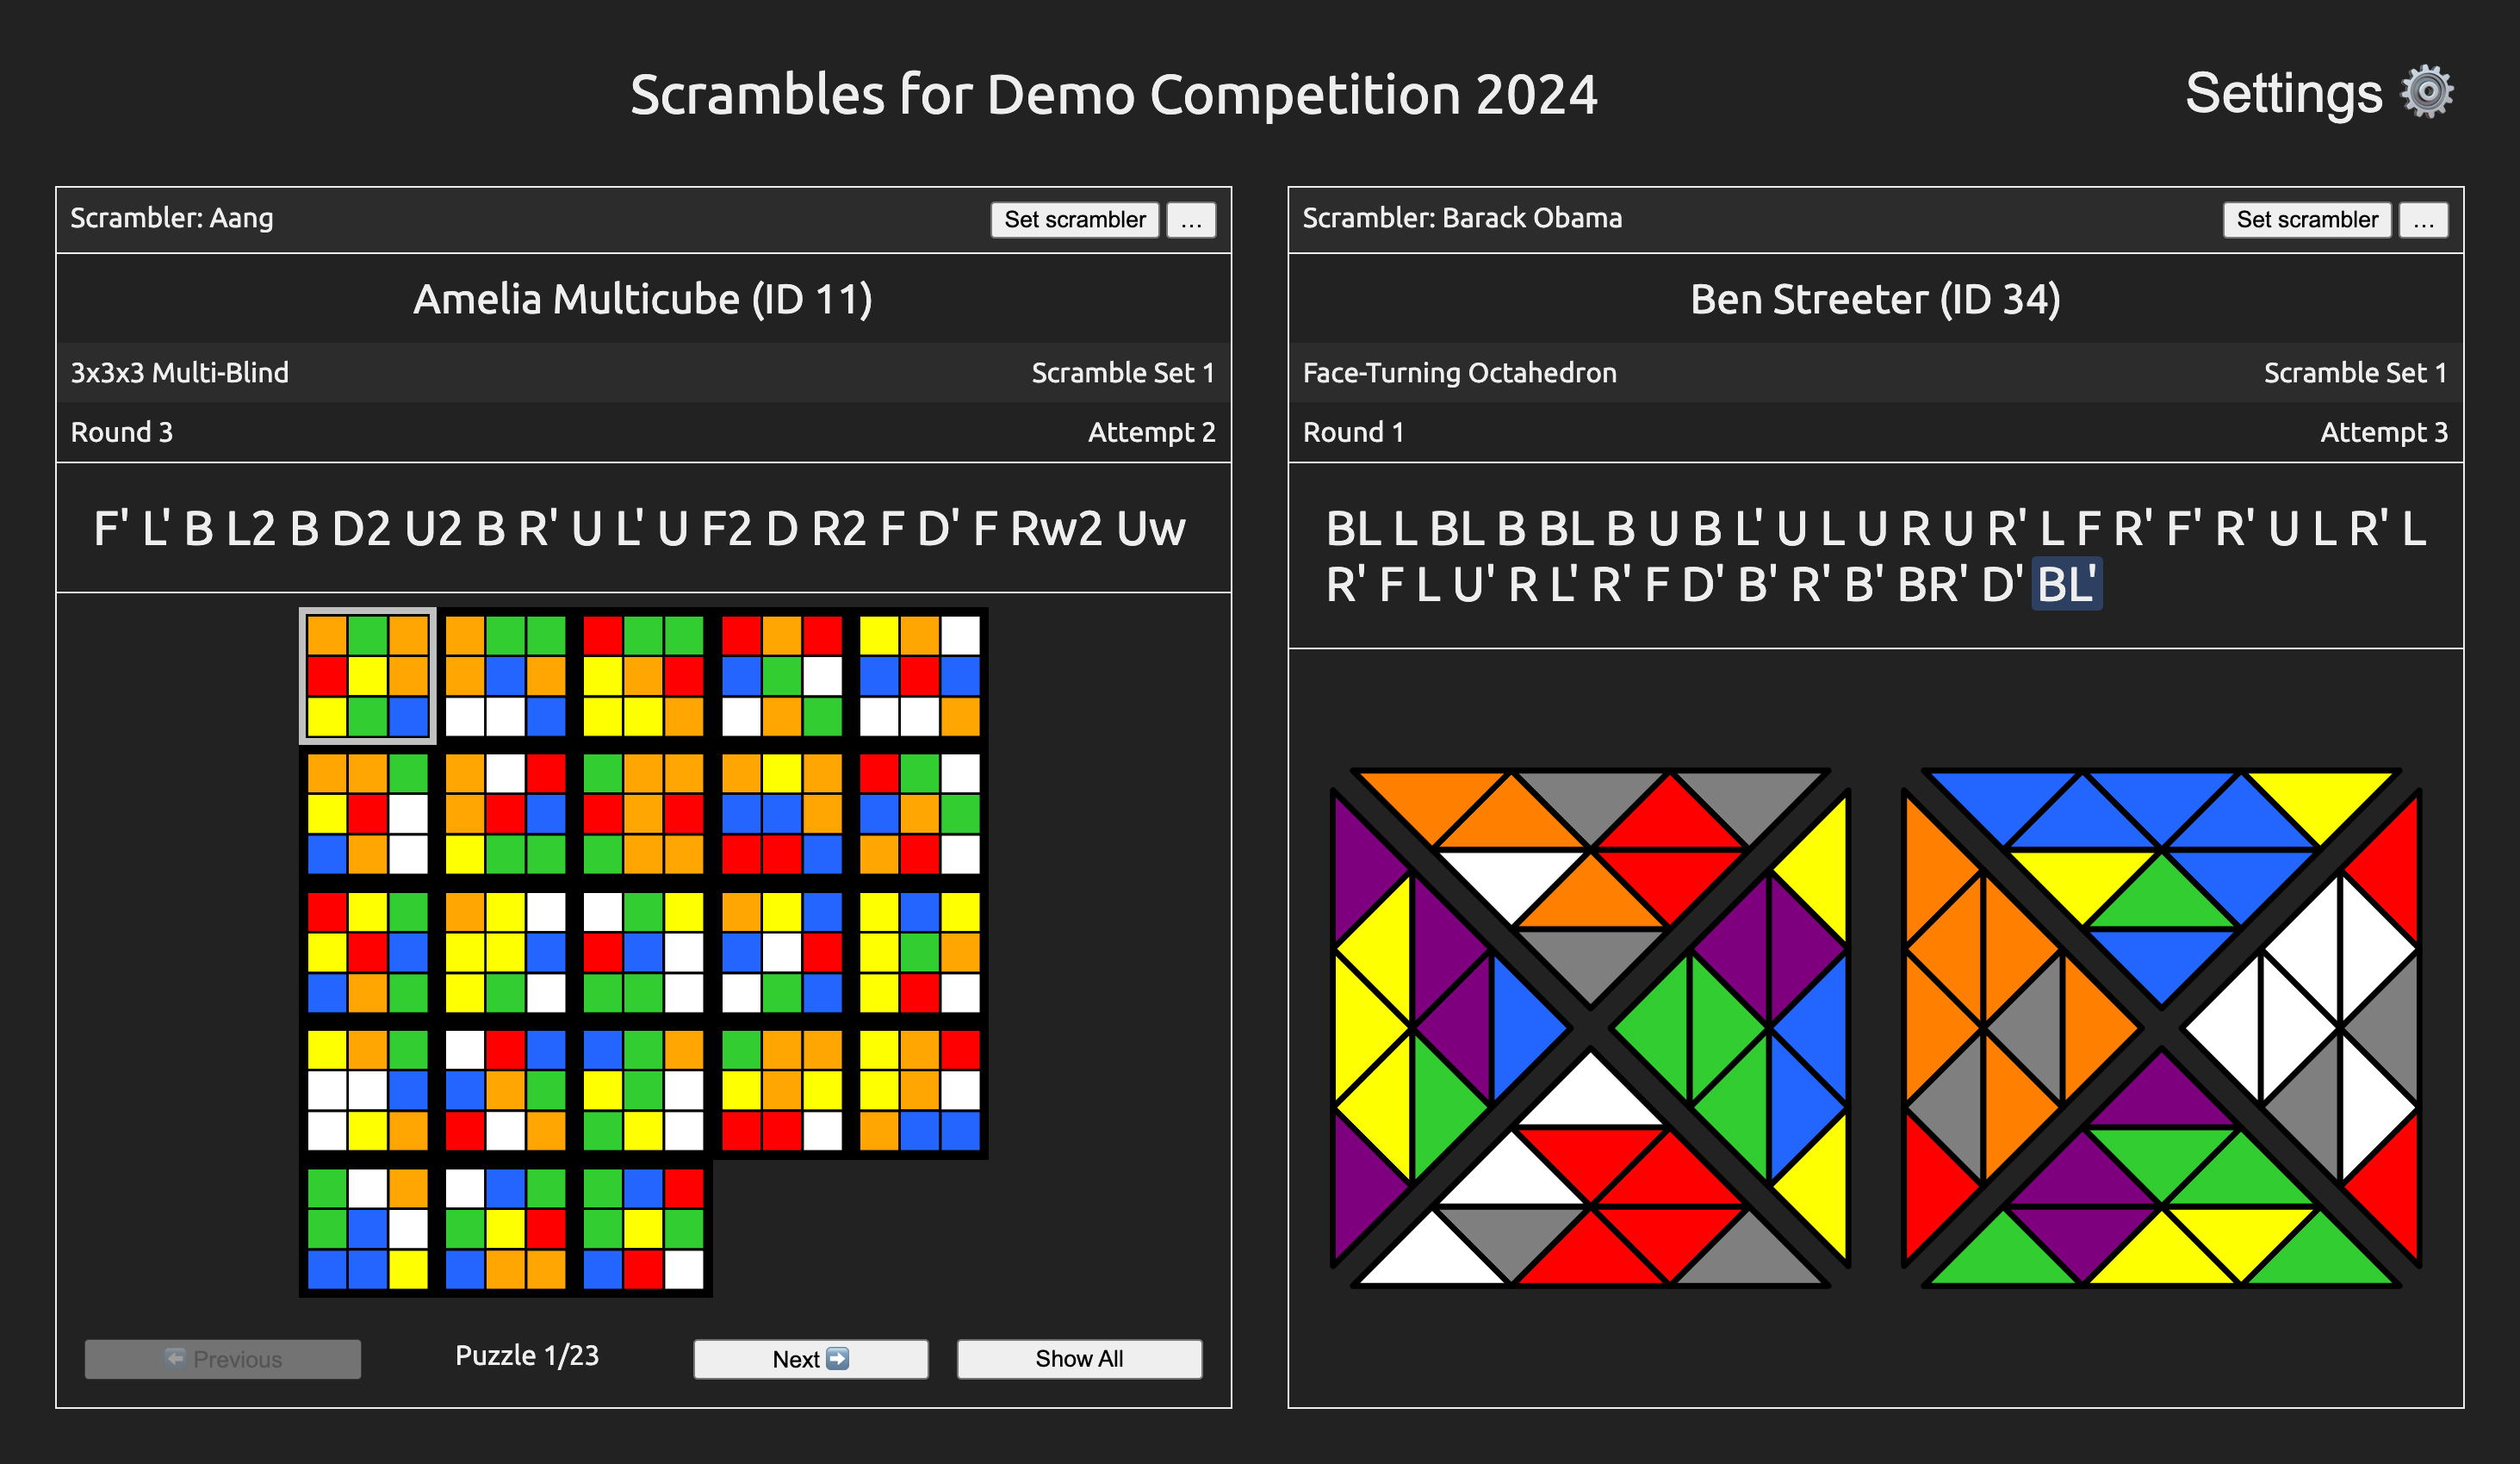 Scrambles for Demo Competition 2024
Settings ⚙️
Scrambler: Aang
Set scrambler
...
Amelia Multicube (ID 11)
3x3x3 Multi-Blind
Scramble Set 1
Round 3
Attempt 2
F' L' B L2 B D2 U2 B R' U L' U F2 D R2 F D' F Rw2 Uw
⬅️ Previous
Puzzle 1/23
Next ➡️
Show All
Scrambler: Barack Obama
Set scrambler
...
Ben Streeter (ID 34)
Face-Turning Octahedron
Scramble Set 1
Round 1
Attempt 3
BL L BL B BL B U B L' U L U R U R' L F R' F' R' U L R' L
R' F L U' R L' R' F D' B' R' B' BR' D' BL'